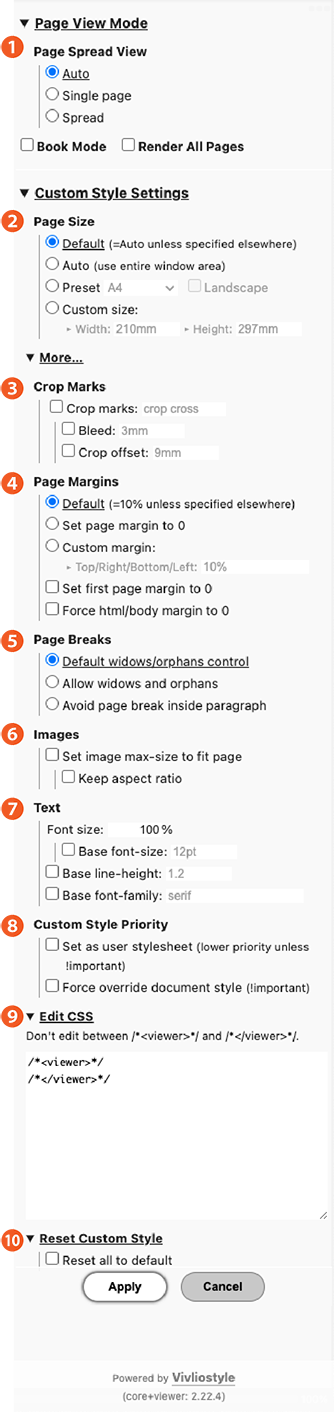 ▼ Page View Mode
1 Page Spread View
Auto
Single page
Spread
Book Mode Render All Pages
▼ Custom Style Settings
2 Page Size
Default (=Auto unless specified elsewhere)
Auto (use entire window area)
Preset A4 Landscape
Custom size:
▸ Width: 210mm ▸ Height: 297mm
▼ More...
3 Crop Marks
Crop marks: crop cross
Bleed: 3mm
Crop offset: 9mm
4 Page Margins
Default (=10% unless specified elsewhere)
Set page margin to 0
Custom margin:
▸ Top/Right/Bottom/Left: 10%
Set first page margin to 0
Force html/body margin to 0
5 Page Breaks
Default widows/orphans control
Allow widows and orphans
Avoid page break inside paragraph
6 Images
Set image max-size to fit page
Keep aspect ratio
7 Text
Font size: 100 %
Base font-size: 12pt
Base line-height: 1.2
Base font-family: serif
8 Custom Style Priority
Set as user stylesheet (lower priority unless
!important)
Force override document style (!important)
9 ▼ Edit CSS
Don't edit between /*<viewer>*/ and /*</viewer>*/.
/*<viewer>*/
/*</viewer>*/
10 ▼ Reset Custom Style
Reset all to default
Apply Cancel
Powered by Vivliostyle
(core+viewer: 2.22.4)